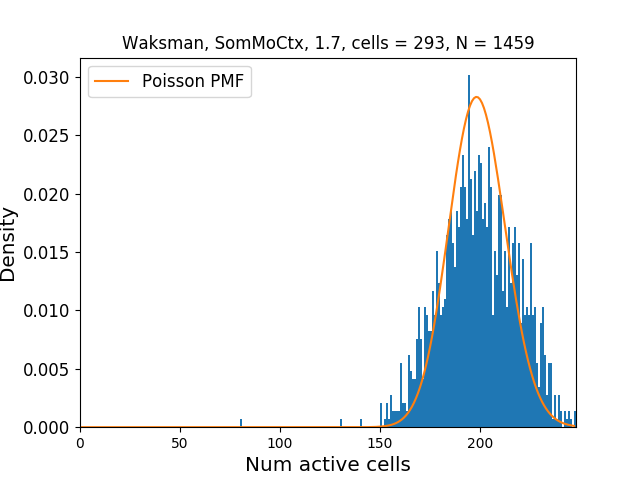 Waksman, SomMoCtx, 1.7, cells = 293, N = 1459
Poisson PMF
0.030
0.025
0.020
0.015
0.010
0.005
0.000
Density
0 50 100 150 200
Num active cells